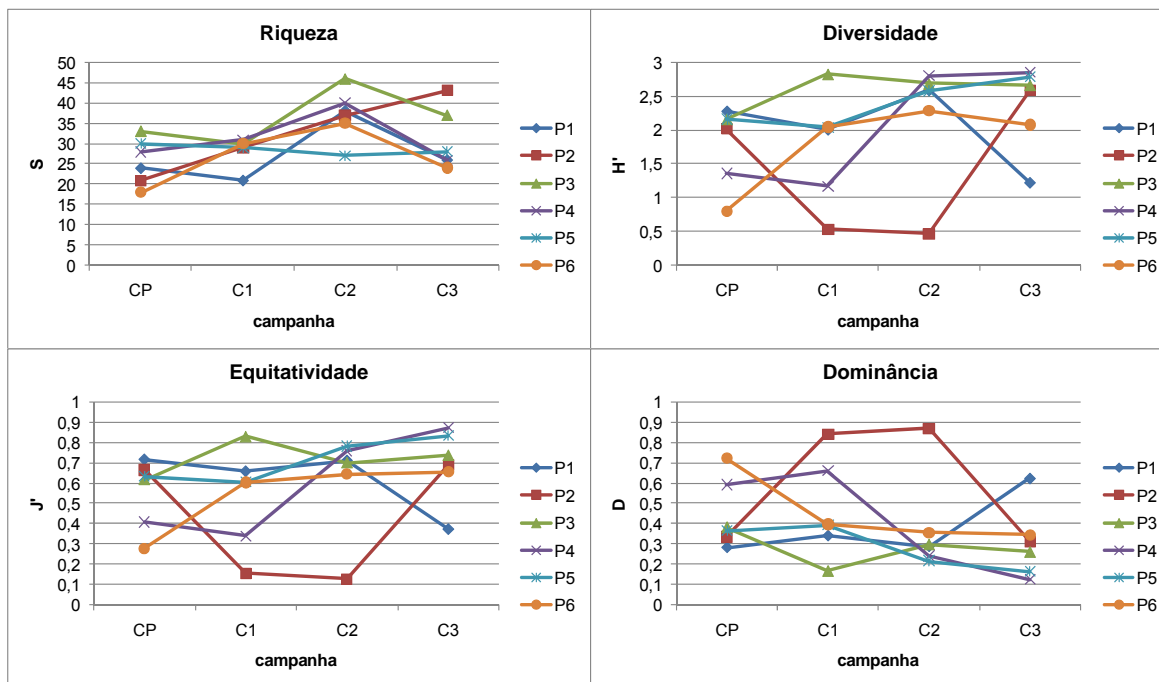 Riqueza
50
45
40
35
30
25
20
15
10
5
0
S
CP C1 C2 C3
campanha
P1
P2
P3
P4
P5
P6
Diversidade
3
2,5
2
1,5
1
0,5
0
H'
CP C1 C2 C3
campanha
P1
P2
P3
P4
P5
P6
Equitatividade
1
0,9
0,8
0,7
0,6
0,5
0,4
0,3
0,2
0,1
0
J'
CP C1 C2 C3
campanha
P1
P2
P3
P4
P5
P6
Dominância
1
0,9
0,8
0,7
0,6
0,5
0,4
0,3
0,2
0,1
0
D
CP C1 C2 C3
campanha
P1
P2
P3
P4
P5
P6